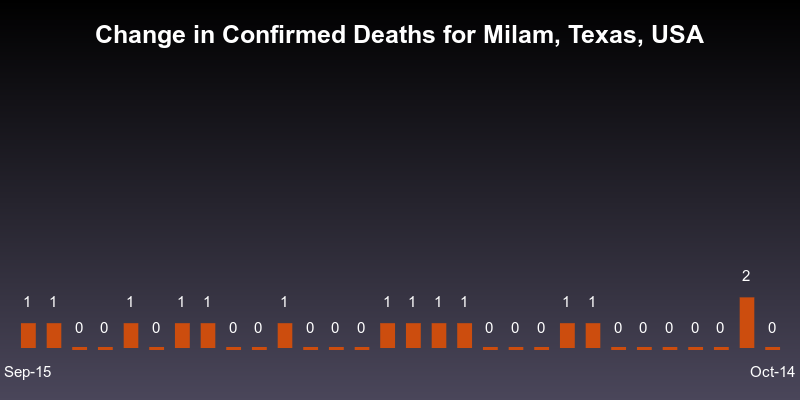 Change in Confirmed Deaths for Milam, Texas, USA
2
1 1 1 1 1 1 1 1 1 1 1 1
0 0 0 0 0 0 0 0 0 0 0 0 0 0 0 0 0
Sep-15 Oct-14